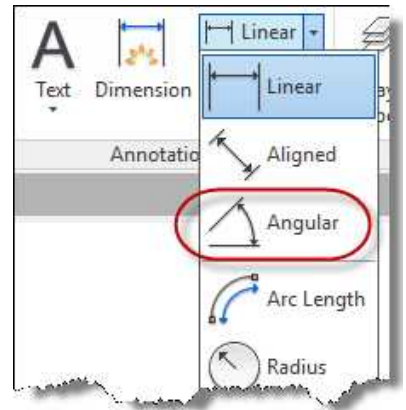 A
Linear
Text
Dimension
Linear
Annotatio
Aligned
Angular
Arc Length
Radius